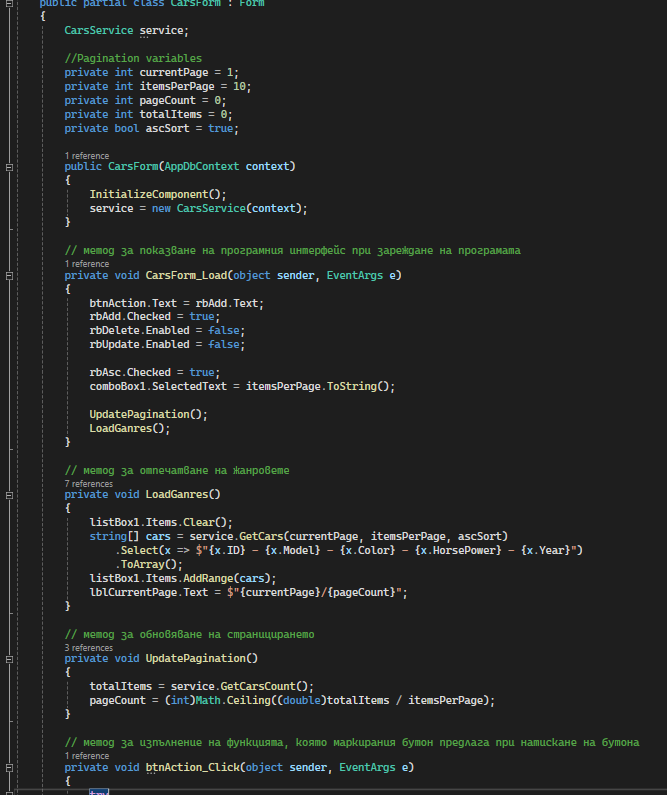 public partial class CarsForm : Form
{
CarsService service;
//Pagination variables
private int currentPage = 1;
private int itemsPerPage = 10;
private int pageCount = 0;
private int totalItems = 0;
private bool ascSort = true;
1 reference
public CarsForm(AppDbContext context)
{
InitializeComponent();
service = new CarsService(context);
}
// метод за показване на програмния интерфейс при зареждане на програмата
1 reference
private void CarsForm_Load(object sender, EventArgs e)
{
btnAction.Text = rbAdd.Text;
rbAdd.Checked = true;
rbDelete.Enabled = false;
rbUpdate.Enabled = false;
rbAsc.Checked = true;
comboBox1.SelectedText = itemsPerPage.ToString();
UpdatePagination();
LoadGanres();
}
// метод за отпечатване на жанровете
7 references
private void LoadGanres()
{
listBox1.Items.Clear();
string[] cars = service.GetCars(currentPage, itemsPerPage, ascSort)
.Select(x => $"{x.ID} - {x.Model} - {x.Color} - {x.HorsePower} - {x.Year}")
.ToArray();
listBox1.Items.AddRange(cars);
lblCurrentPage.Text = $"{currentPage}/{pageCount}";
}
// метод за обновяване на страницирането
3 references
private void UpdatePagination()
{
totalItems = service.GetCarsCount();
pageCount = (int)Math.Ceiling((double)totalItems / itemsPerPage);
}
// метод за изпълнение на функцията, която маркирания бутон предлага при натискане на бутона
1 reference
private void btnAction_Click(object sender, EventArgs e)
{
try